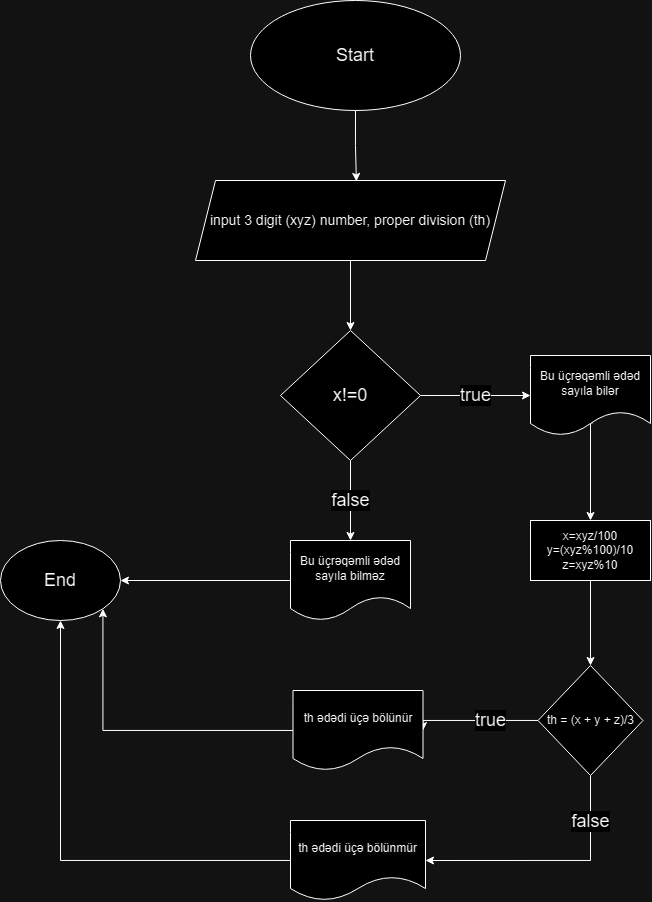 Start
input 3 digit (xyz) number, proper division (th)
x!=0
true
Bu üçrəqəmli ədəd
sayıla bilər
false
Bu üçrəqəmli ədəd
sayıla bilməz
End
x=xyz/100
y=(xyz%100)/10
z=xyz%10
th = (x + y + z)/3
true
th ədədi üçə bölünür
false
th ədədi üçə bölünmür